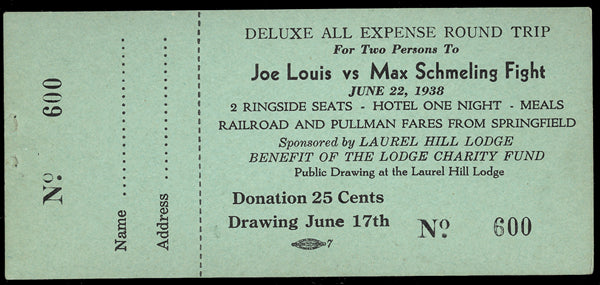 No. 600
Name
Address
DELUXE ALL EXPENSE ROUND TRIP
For Two Persons To
Joe Louis vs Max Schmeling Fight
JUNE 22, 1938
2 RINGSIDE SEATS - HOTEL ONE NIGHT - MEALS
RAILROAD AND PULLMAN FARES FROM SPRINGFIELD
Sponsored by LAUREL HILL LODGE
BENEFIT OF THE LODGE CHARITY FUND
Public Drawing at the Laurel Hill Lodge
Donation 25 Cents
Drawing June 17th
No. 600
7